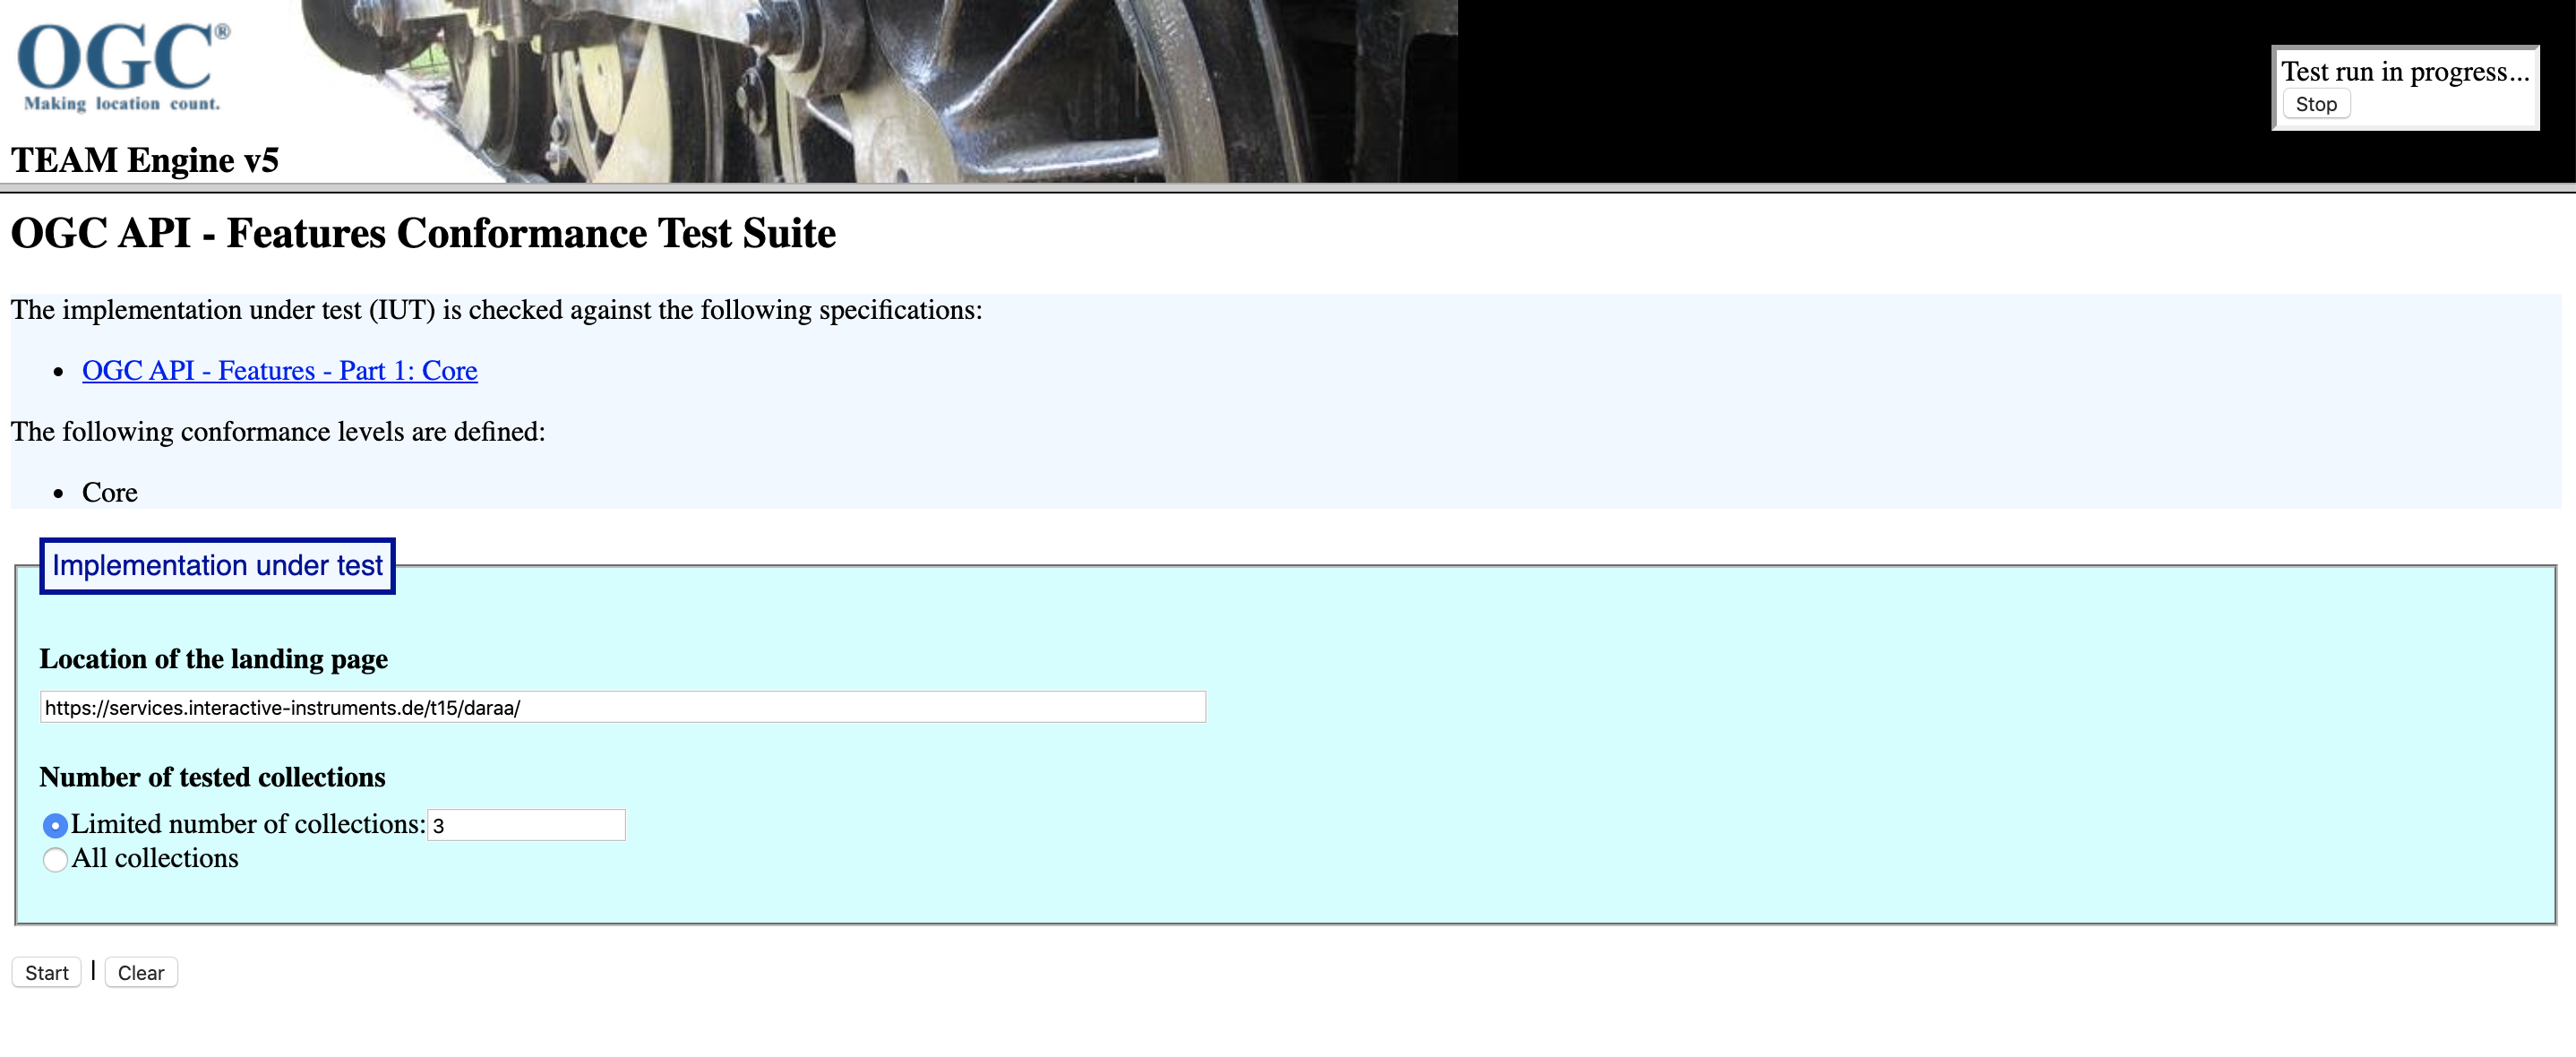 OGC®
Making location count.
TEAM Engine v5
Test run in progress...
Stop
OGC API - Features Conformance Test Suite
The implementation under test (IUT) is checked against the following specifications:
• OGC API - Features - Part 1: Core
The following conformance levels are defined:
• Core
Implementation under test
Location of the landing page
https://services.interactive-instruments.de/t15/daraa/
Number of tested collections
Limited number of collections: 3
All collections
Start | Clear